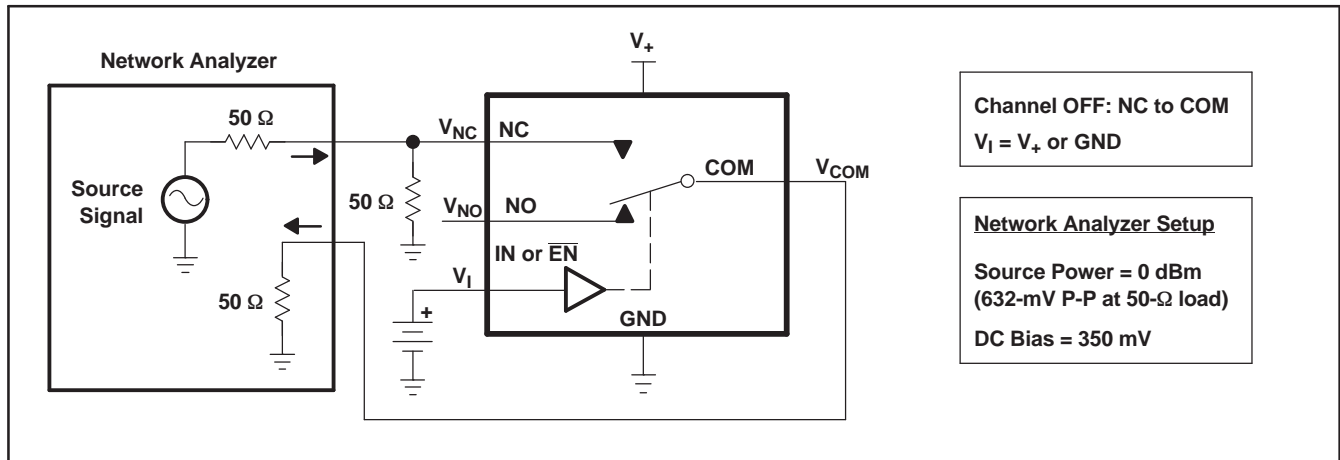 V+
Network Analyzer
50 Ω
VNC
NC
Source
Signal
50 Ω
COM
VCOM
VNO
NO
IN or E̅N̅
VI
50 Ω
+
GND
Channel OFF: NC to COM
VI = V+ or GND
Network Analyzer Setup
Source Power = 0 dBm
(632-mV P-P at 50-Ω load)
DC Bias = 350 mV